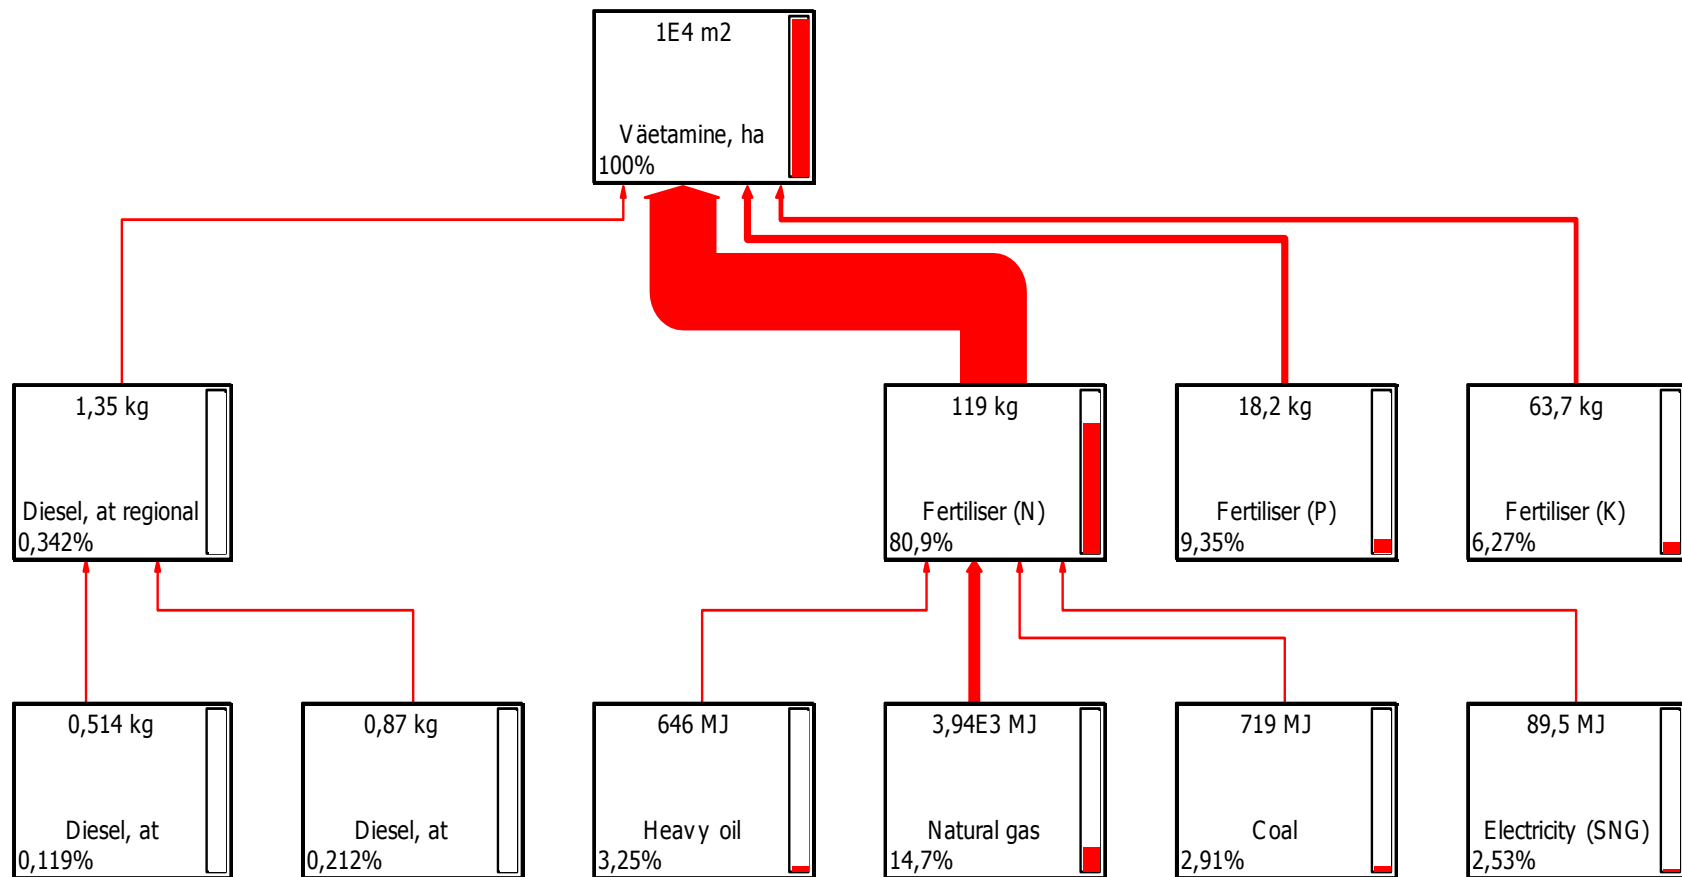 1E4 m2
Väetamine, ha
100%
1,35 kg
Diesel, at regional
0,342%
119 kg
Fertiliser (N)
80,9%
18,2 kg
Fertiliser (P)
9,35%
63,7 kg
Fertiliser (K)
6,27%
0,514 kg
Diesel, at
0,119%
0,87 kg
Diesel, at
0,212%
646 MJ
Heavy oil
3,25%
3,94E3 MJ
Natural gas
14,7%
719 MJ
Coal
2,91%
89,5 MJ
Electricity (SNG)
2,53%